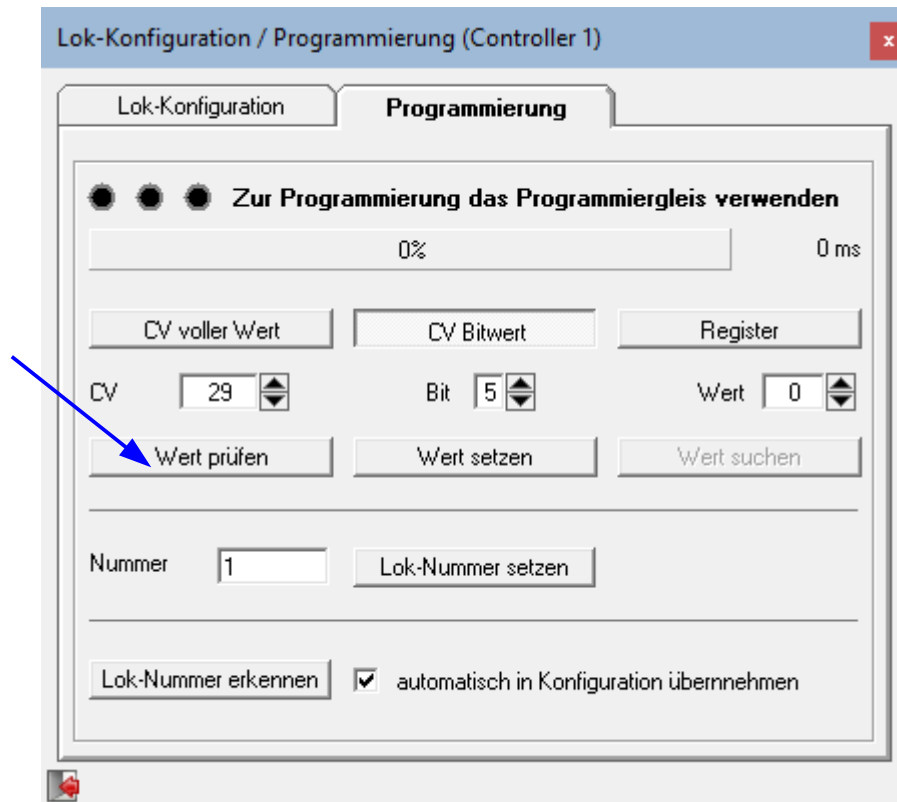 Lok-Konfiguration / Programmierung (Controller 1)
x
Lok-Konfiguration Programmierung
Zur Programmierung das Programmiergleis verwenden
0% 0 ms
CV voller Wert CV Bitwert Register
CV 29 Bit 5 Wert 0
Wert prüfen Wert setzen Wert suchen
Nummer 1 Lok-Nummer setzen
Lok-Nummer erkennen automatisch in Konfiguration übernnehmen